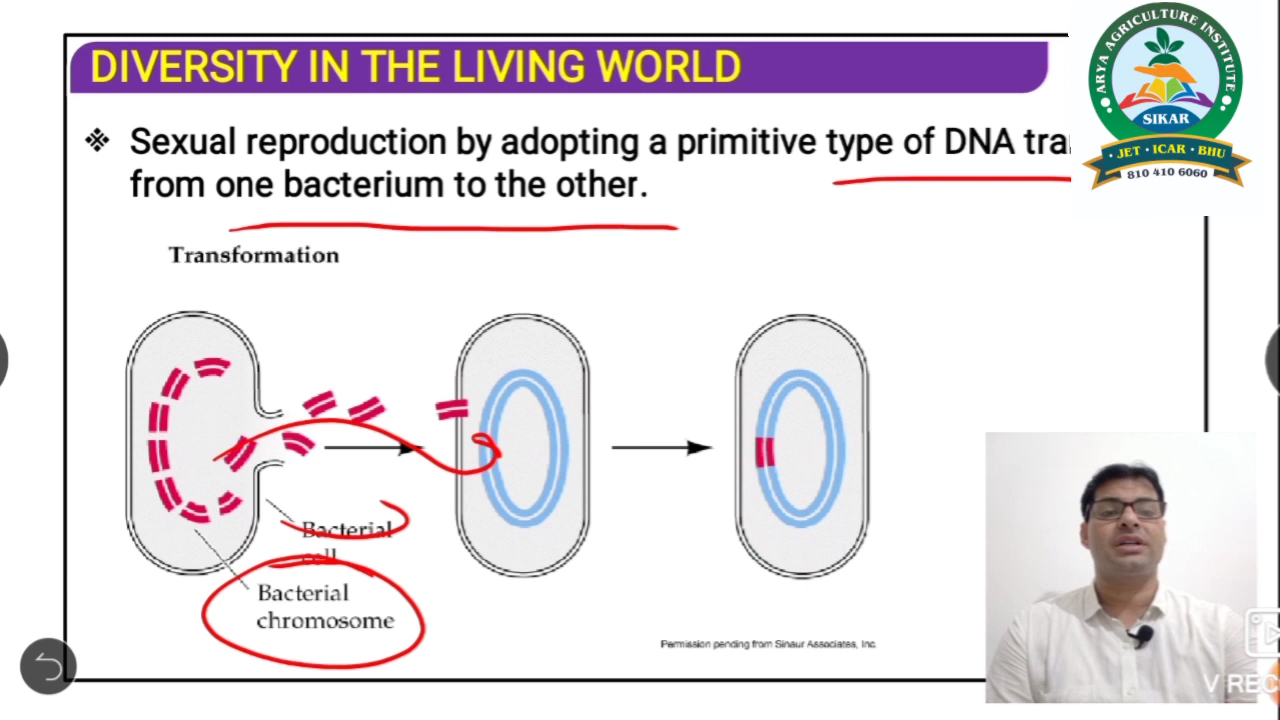 DIVERSITY IN THE LIVING WORLD
❖ Sexual reproduction by adopting a primitive type of DNA
from one bacterium to the other.
Transformation
Bacterial
cell
Bacterial
chromosome
Permission pending from Sinaur Associates, Inc.
ARYA AGRICULTURE INSTITUTE
SIKAR
• JET • ICAR • BHU
810 410 6060
V REC